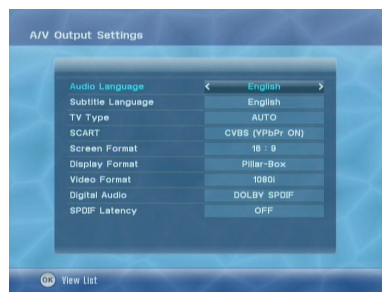 A/V Output Settings
Audio Language < English >
Subtitle Language English
TV Type AUTO
SCART CVBS (YPbPr ON)
Screen Format 16 : 9
Display Format Pillar-Box
Video Format 1080i
Digital Audio DOLBY SPDIF
SPDIF Latency OFF
OK View List